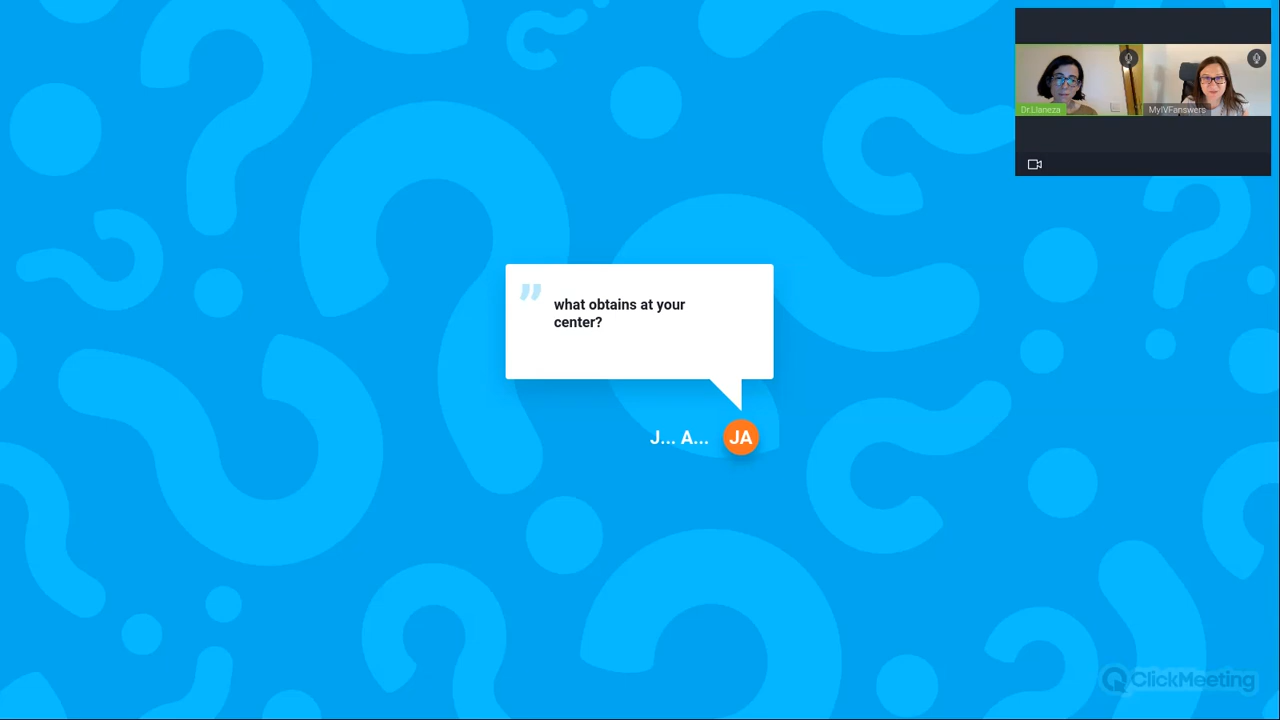 Dr.Llaneza
MyIVFanswers
”
what obtains at your
center?
J... A...
JA
ClickMeeting